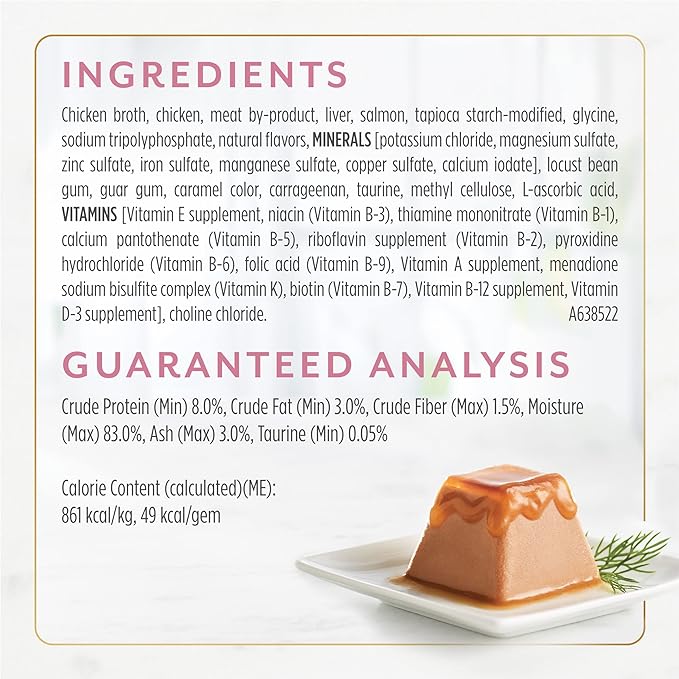 INGREDIENTS
Chicken broth, chicken, meat by-product, liver, salmon, tapioca starch-modified, glycine,
sodium tripolyphosphate, natural flavors, MINERALS [potassium chloride, magnesium sulfate,
zinc sulfate, iron sulfate, manganese sulfate, copper sulfate, calcium iodate], locust bean
gum, guar gum, caramel color, carrageenan, taurine, methyl cellulose, L-ascorbic acid,
VITAMINS [Vitamin E supplement, niacin (Vitamin B-3), thiamine mononitrate (Vitamin B-1),
calcium pantothenate (Vitamin B-5), riboflavin supplement (Vitamin B-2), pyroxidine
hydrochloride (Vitamin B-6), folic acid (Vitamin B-9), Vitamin A supplement, menadione
sodium bisulfite complex (Vitamin K), biotin (Vitamin B-7), Vitamin B-12 supplement, Vitamin
D-3 supplement], choline chloride. A638522
GUARANTEED ANALYSIS
Crude Protein (Min) 8.0%, Crude Fat (Min) 3.0%, Crude Fiber (Max) 1.5%, Moisture
(Max) 83.0%, Ash (Max) 3.0%, Taurine (Min) 0.05%
Calorie Content (calculated)(ME):
861 kcal/kg, 49 kcal/gem